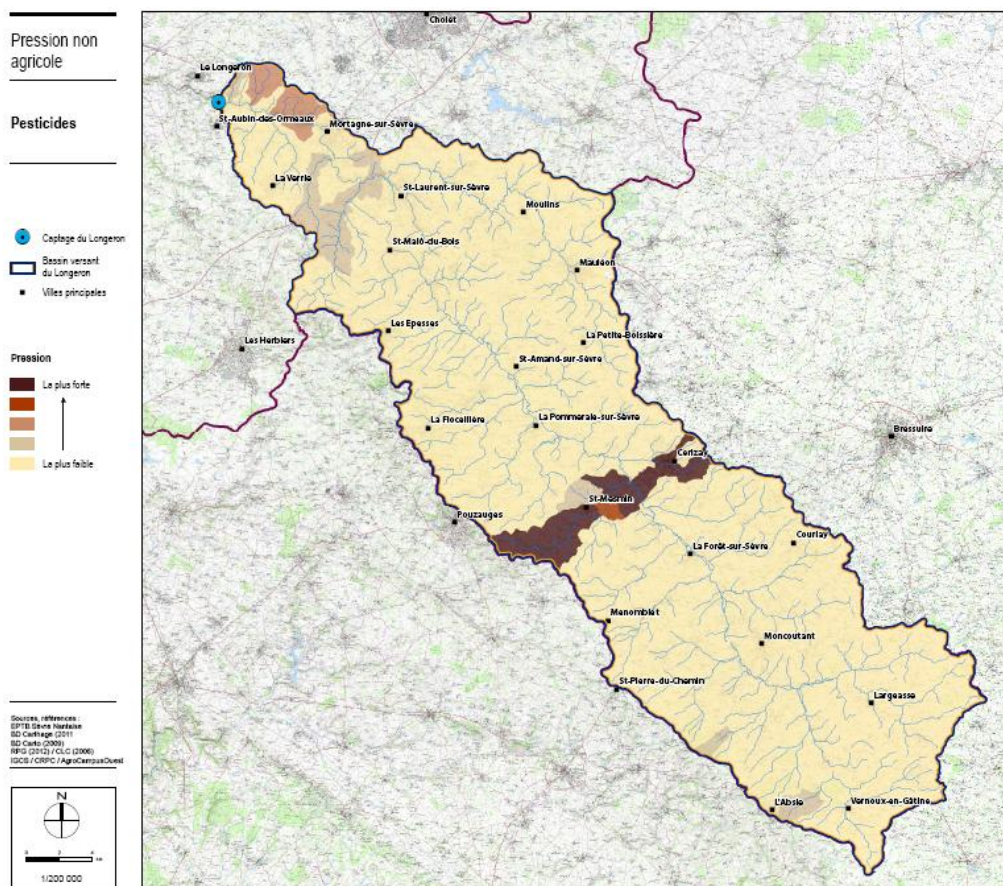 Pression non
agricole
Pesticides
Captage du Longeron
Bassin versant
du Longeron
Villes principales
Pression
La plus forte
La plus faible
Sources, références :
EPTB Sèvre Nantaise
BD Carthage (2011
BD Carto (2009)
RPG (2012) / CLC (2006)
IGCS / CRPC / AgroCampusOuest
N
1/200 000
Cholet
Le Longeron
St-Aubin-des-Ormeaux
Mortagne-sur-Sèvre
La Verrie
St-Laurent-sur-Sèvre
Moulins
St-Malô-du-Bois
Mauléon
Les Epesses
La Petite-Boissière
Les Herbiers
St-Amand-sur-Sèvre
La Flocellière
La Pommeraie-sur-Sèvre
Bressuire
Cerizay
St-Mesmin
Pouzauges
La Forêt-sur-Sèvre
Courlay
Menomblet
Moncoutant
St-Pierre-du-Chemin
Largeasse
L'Absie
Vernoux-en-Gâtine